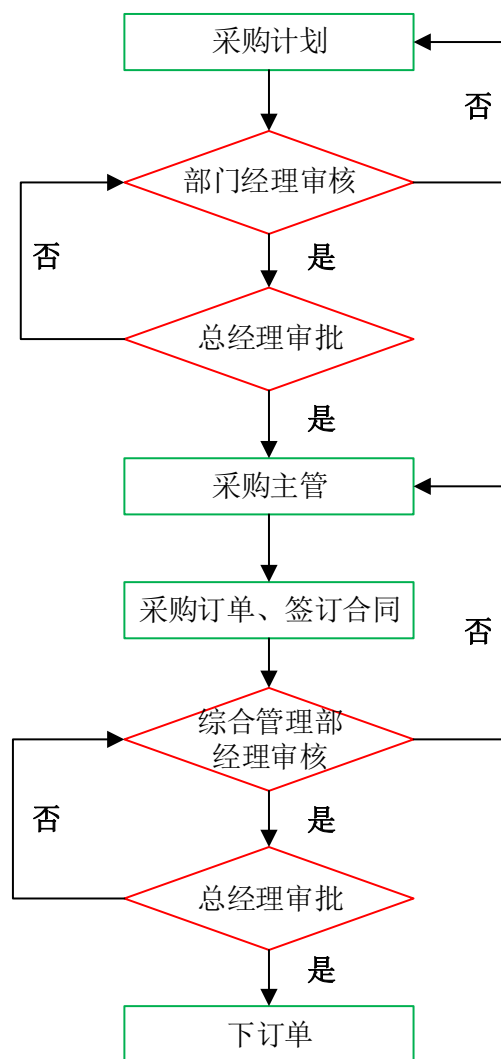 采购计划
否
部门经理审核
否
是
总经理审批
是
采购主管
采购订单、签订合同
否
综合管理部
经理审核
否
是
总经理审批
是
下订单